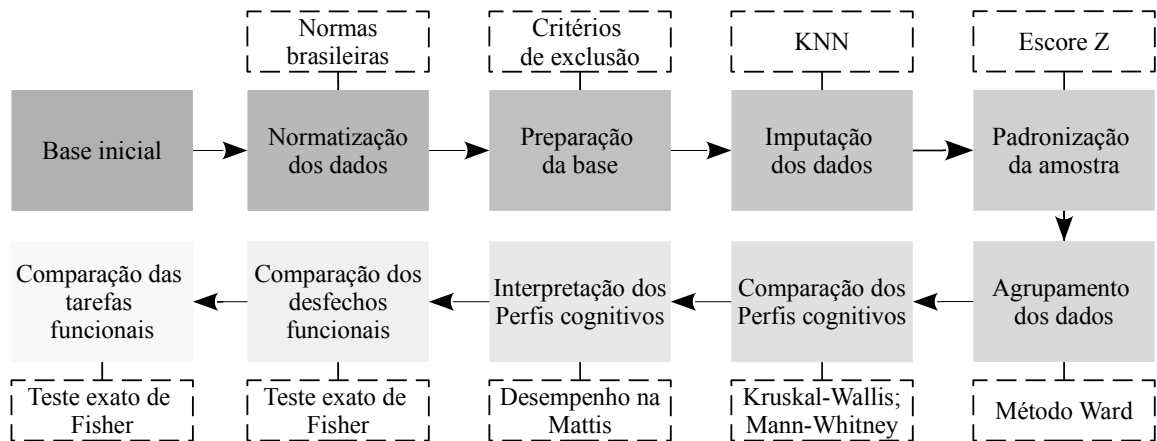 Normas
brasileiras
Critérios
de exclusão
KNN
Escore Z
Base inicial
Normatização
dos dados
Preparação
da base
Imputação
dos dados
Padronização
da amostra
Comparação das
tarefas
funcionais
Comparação dos
desfechos
funcionais
Interpretação dos
Perfis cognitivos
Comparação dos
Perfis cognitivos
Agrupamento
dos dados
Teste exato de
Fisher
Teste exato de
Fisher
Desempenho na
Mattis
Kruskal-Wallis;
Mann-Whitney
Método Ward